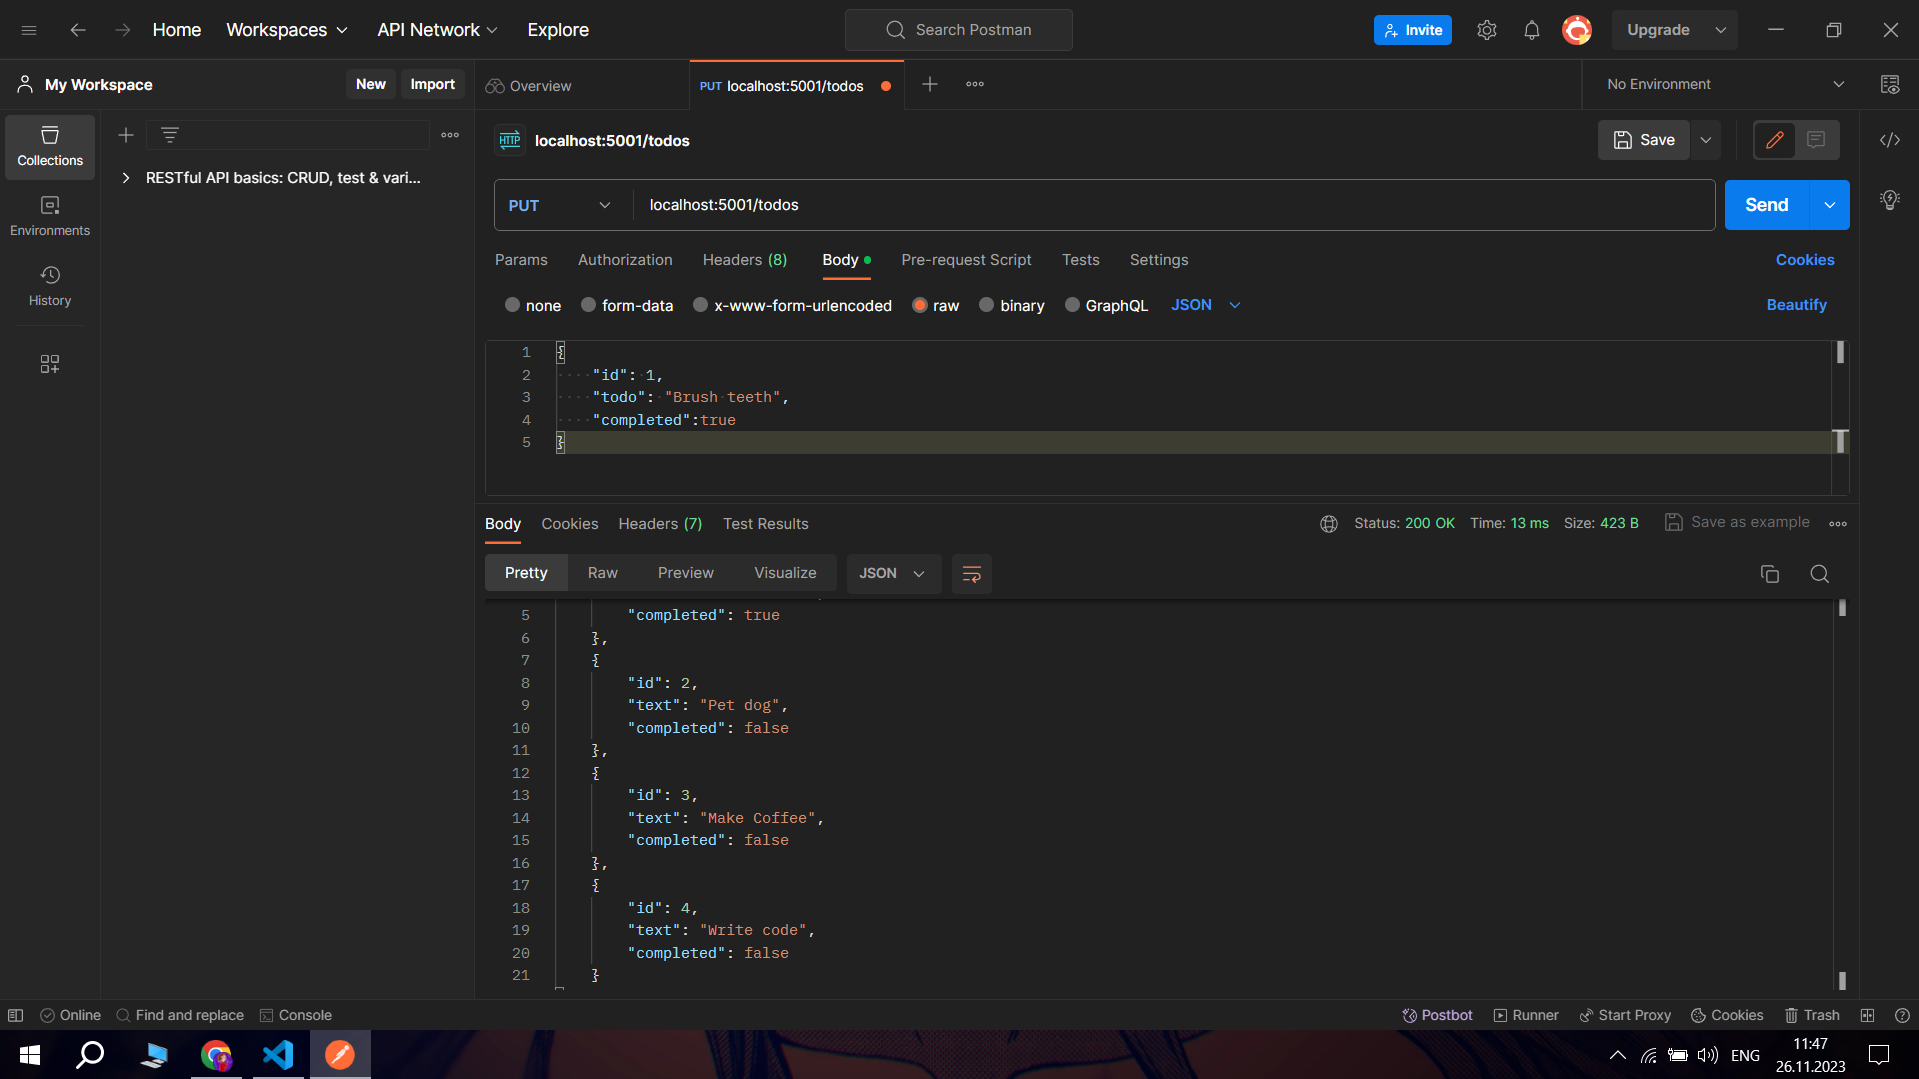 Home Workspaces API Network Explore Search Postman Invite Upgrade
My Workspace New Import Overview PUT localhost:5001/todos No Environment
Collections
Environments
History
RESTful API basics: CRUD, test & vari...
HTTP localhost:5001/todos Save
PUT localhost:5001/todos Send
Params Authorization Headers (8) Body Pre-request Script Tests Settings Cookies
none form-data x-www-form-urlencoded raw binary GraphQL JSON Beautify
1 {
2 "id": 1,
3 "todo": "Brush teeth",
4 "completed":true
5 }
Body Cookies Headers (7) Test Results Status: 200 OK Time: 13 ms Size: 423 B Save as example
Pretty Raw Preview Visualize JSON
5 "completed": true
6 },
7 {
8 "id": 2,
9 "text": "Pet dog",
10 "completed": false
11 },
12 {
13 "id": 3,
14 "text": "Make Coffee",
15 "completed": false
16 },
17 {
18 "id": 4,
19 "text": "Write code",
20 "completed": false
21 }
Online Find and replace Console Postbot Runner Start Proxy Cookies Trash
ENG 11:47
26.11.2023